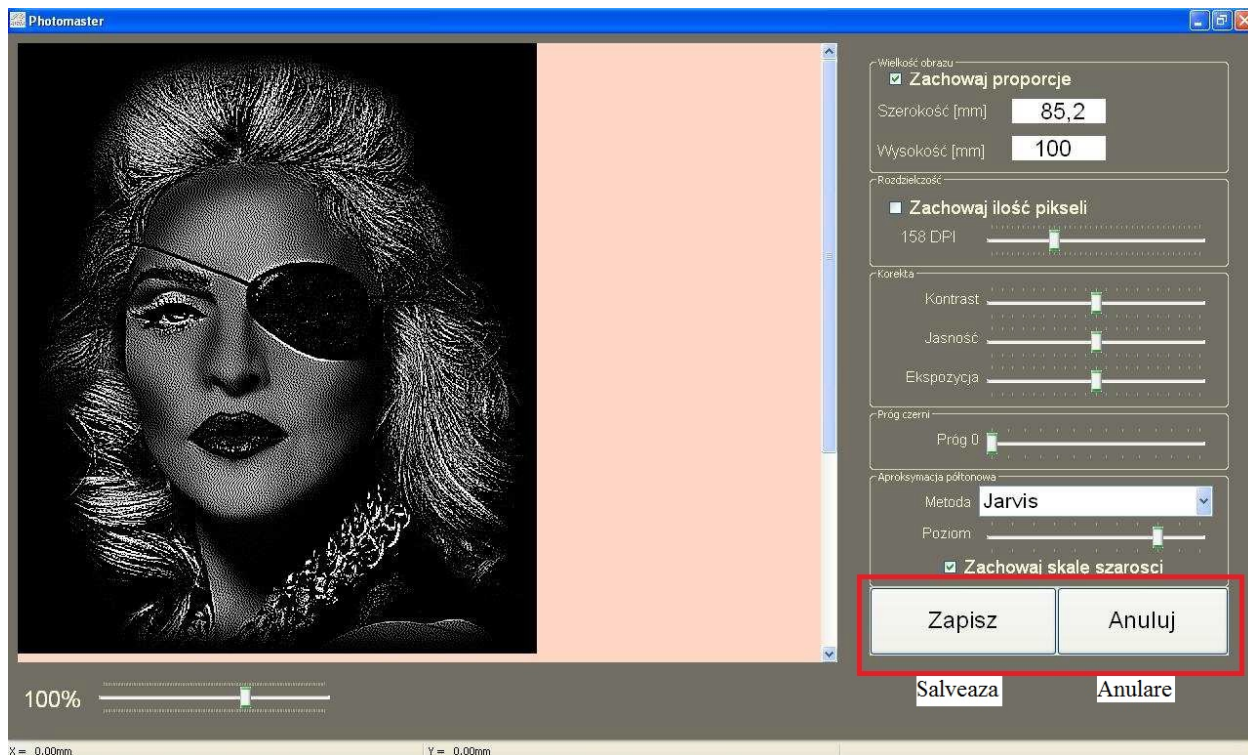 Photomaster
Wielkość obrazu
Zachowaj proporcje
Szerokość [mm] 85,2
Wysokość [mm] 100
Rozdzielczość
Zachowaj ilość pikseli
158 DPI
Korekta
Kontrast
Jasność
Ekspozycja
Próg czerni
Próg 0
Aproksymacja półtonowa
Metoda Jarvis
Poziom
Zachowaj skale szarosci
Zapisz Anuluj
Salveaza Anulare
100%
X = 0.00mm Y = 0.00mm